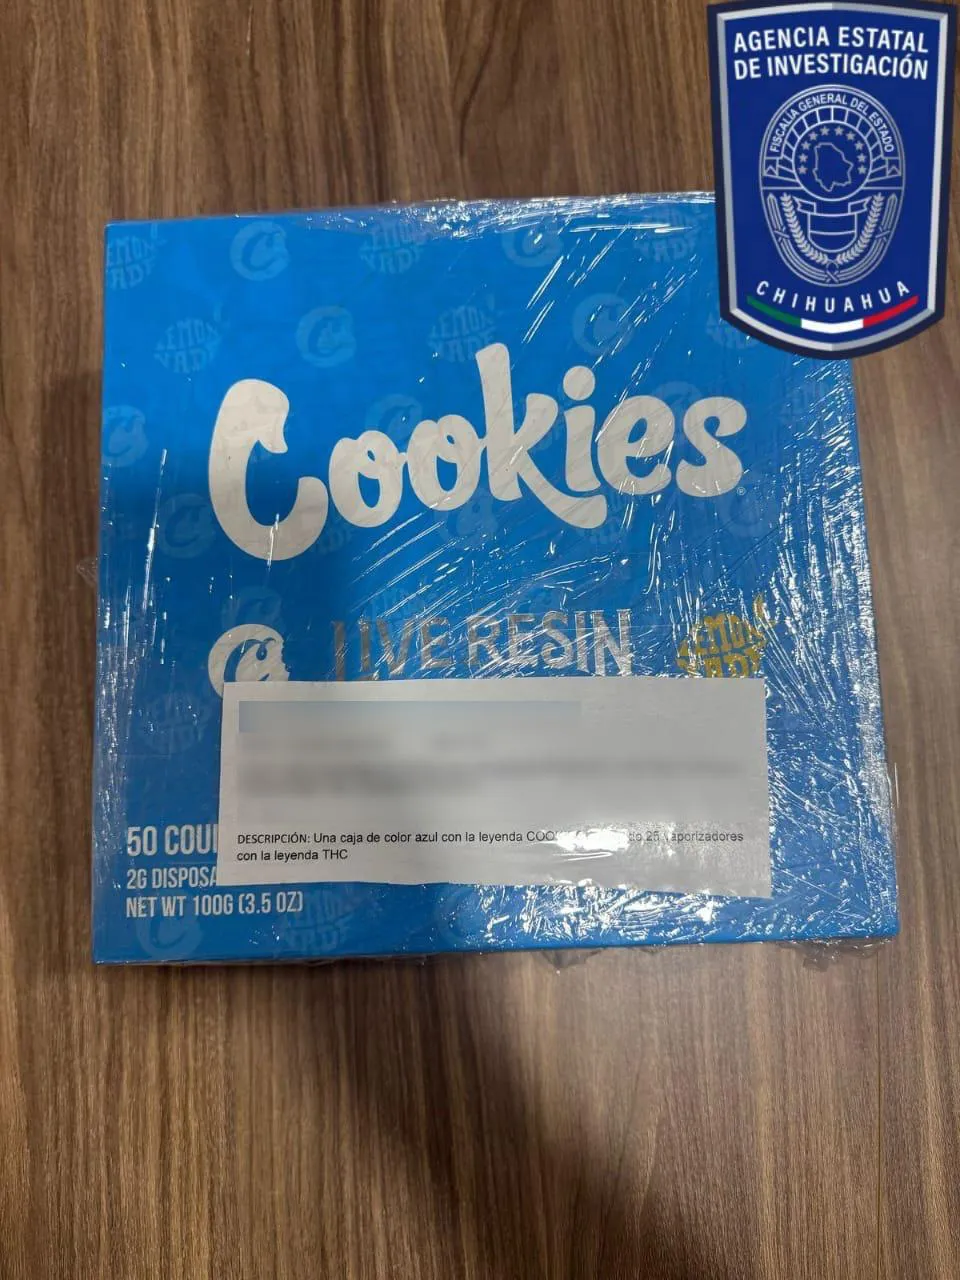 AGENCIA ESTATAL
DE INVESTIGACIÓN
FISCALÍA GENERAL DEL ESTADO
CHIHUAHUA
Cookies
LIVE RESIN
50 COU
2G DISPOSA
NET WT 100G (3.5 OZ)
DESCRIPCIÓN: Una caja de color azul con la leyenda COO 25 vaporizadores
con la leyenda THC